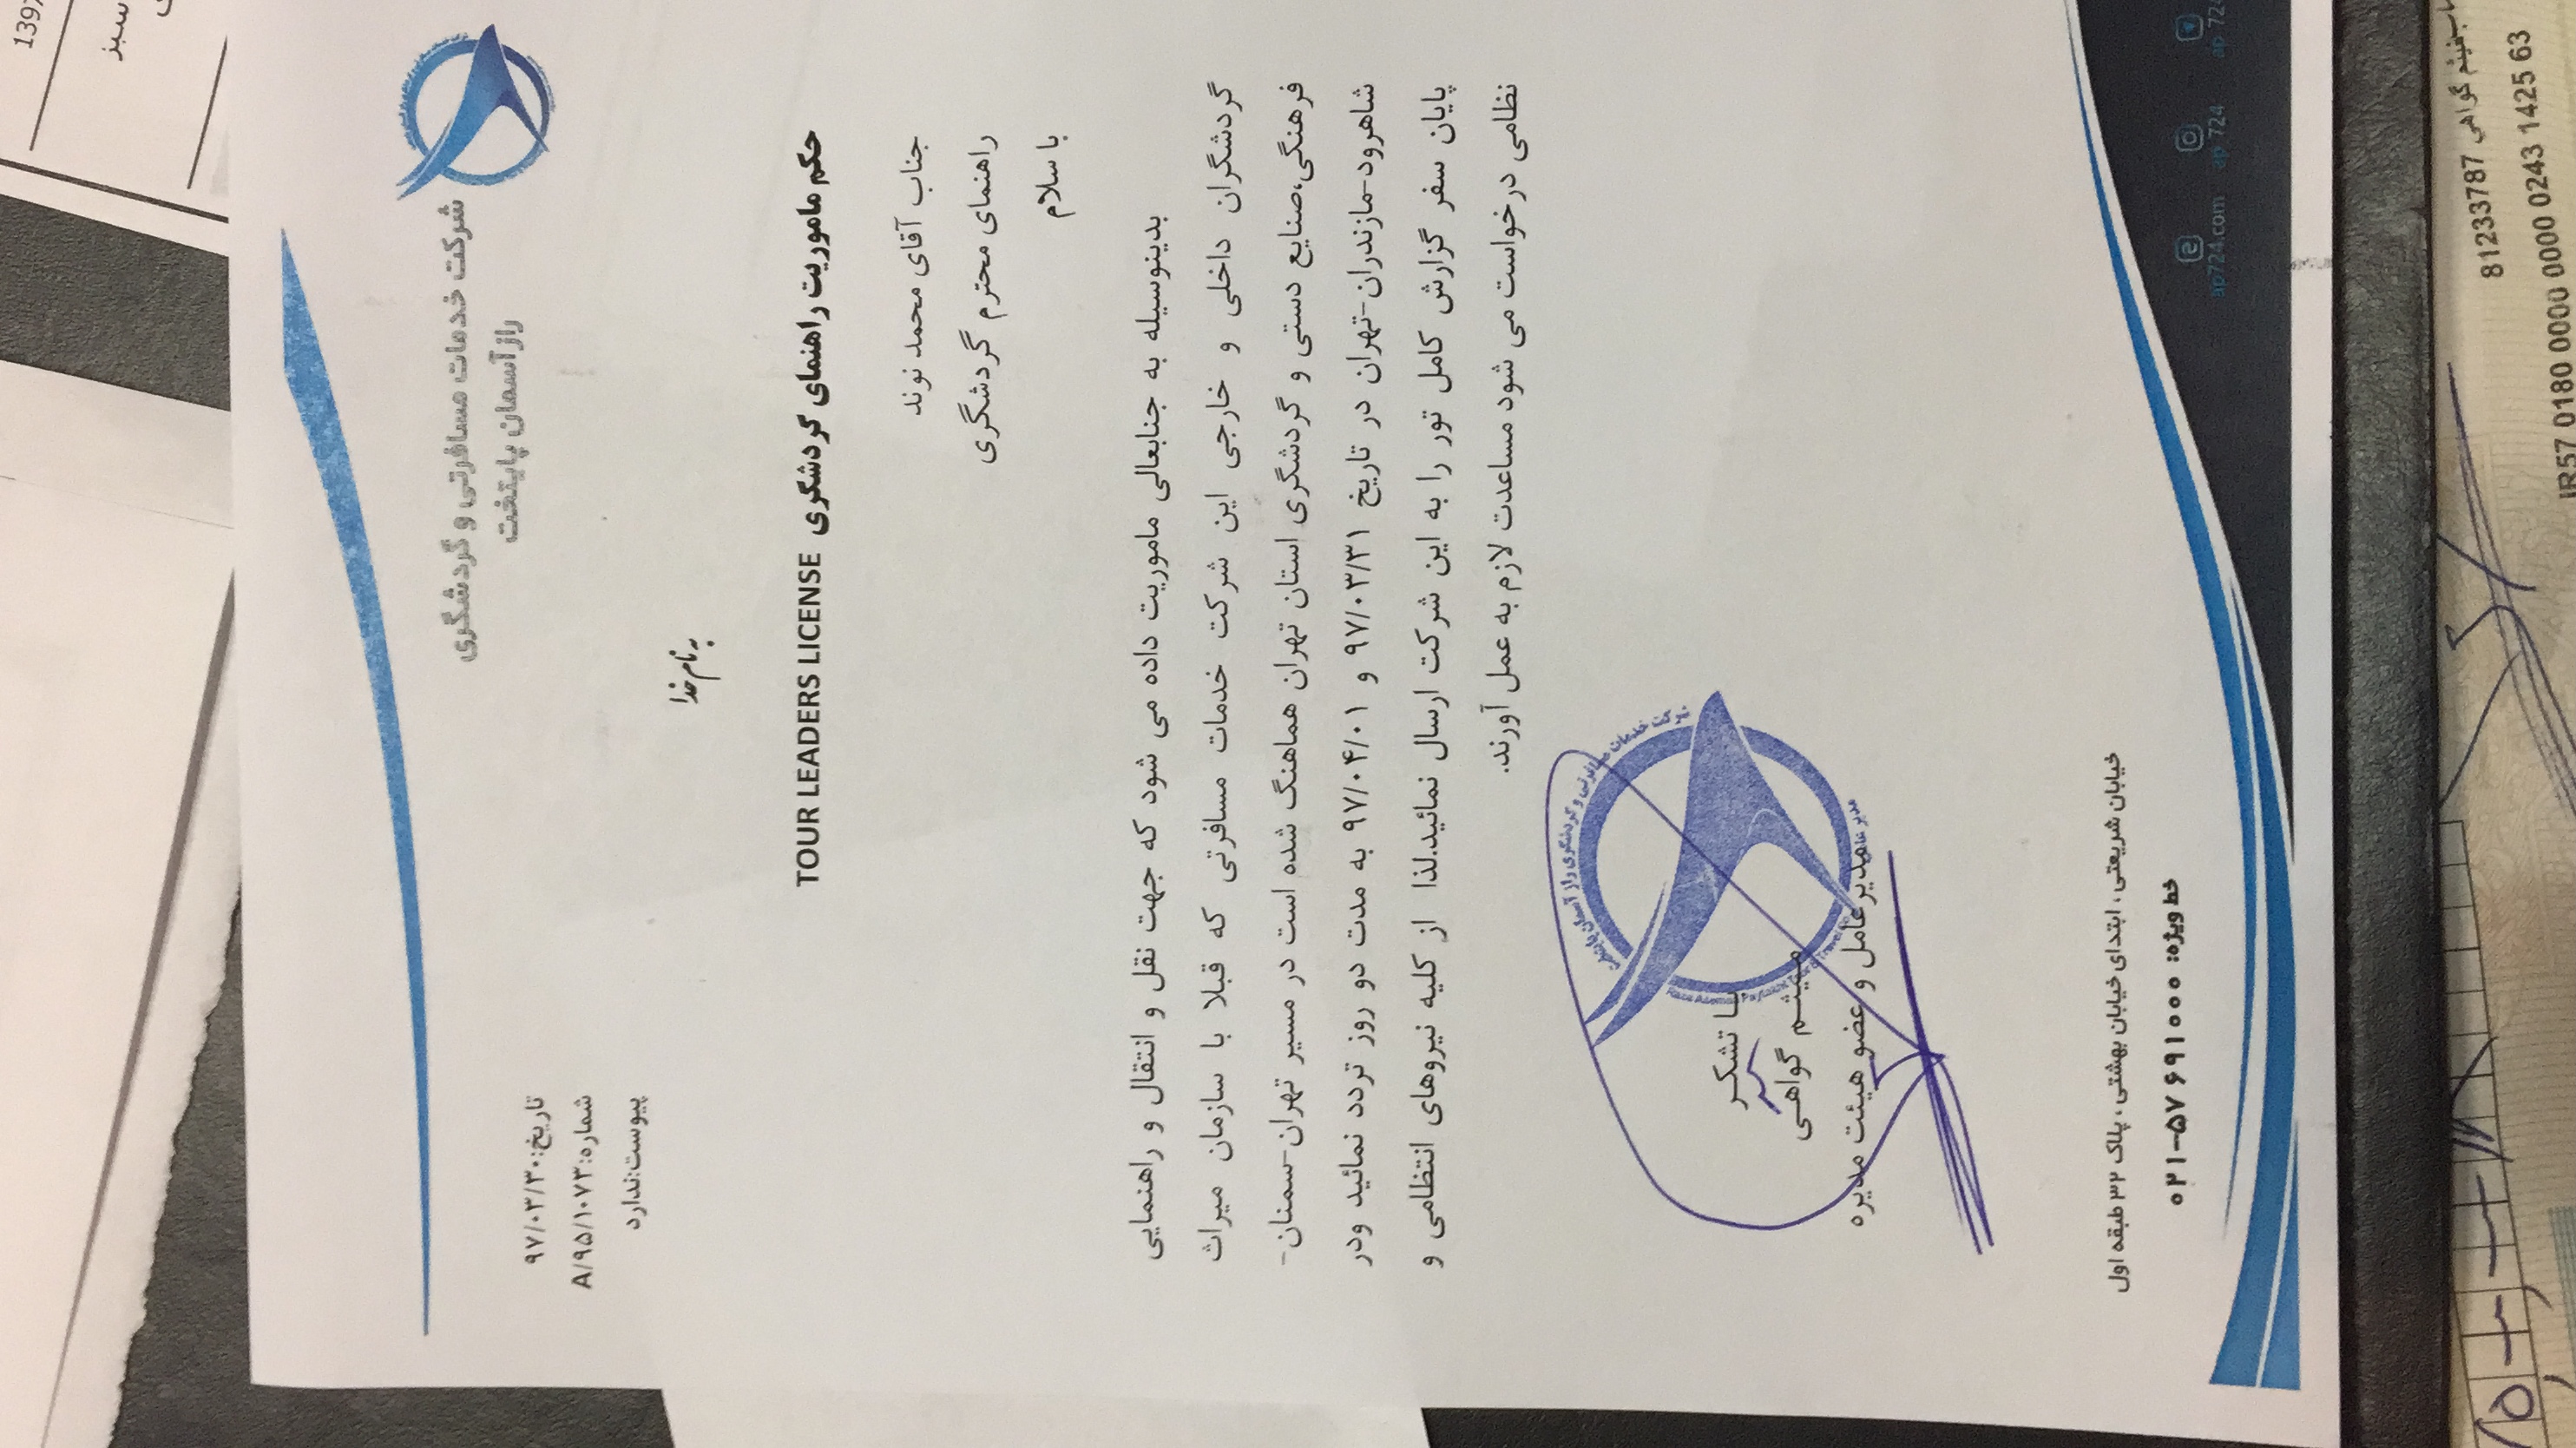 1397
سبز
شرکت خدمات مسافرتی و گردشگری
راز آسمان پایتخت
تاریخ:۹۷/۰۳/۳۰
شماره:A/۹۵/۱۰۷۳
پیوست:ندارد
به نام خدا
حکم ماموریت راهنمای گردشگری TOUR LEADERS LICENSE
جناب آقای محمد نوند
راهنمای محترم گردشگری
با سلام
بدینوسیله به جنابعالی ماموریت داده می شود که جهت نقل و انتقال و راهنمایی
گردشگران داخلی و خارجی این شرکت خدمات مسافرتی که قبلا با سازمان میراث
فرهنگی،صنایع دستی و گردشگری استان تهران هماهنگ شده است در مسیر تهران-سمنان-
شاهرود-مازندران-تهران در تاریخ ۹۷/۰۳/۳۱ و ۹۷/۰۴/۰۱ به مدت دو روز تردد نمائید ودر
پایان سفر گزارش کامل تور را به این شرکت ارسال نمائید.لذا از کلیه نیروهای انتظامی و
نظامی درخواست می شود مساعدت لازم به عمل آورند.
شرکت خدمات مسافرتی و گردشگری راز آسمان پایتخت
با تشکر
میثم گواهی
مدیرعامل و عضو هیئت مدیره
مدیر عامل
خیابان شریعتی ، ابتدای خیابان بهشتی ، پلاک ۳۲ طبقه اول
خط ویژه: ۰۲۱-۵۷ ۶۹۱۰۰۰
ap724.com ap 724 ap 724
میثم گواهی 81233787
IR57 0180 0000 0000 0243 1425 63